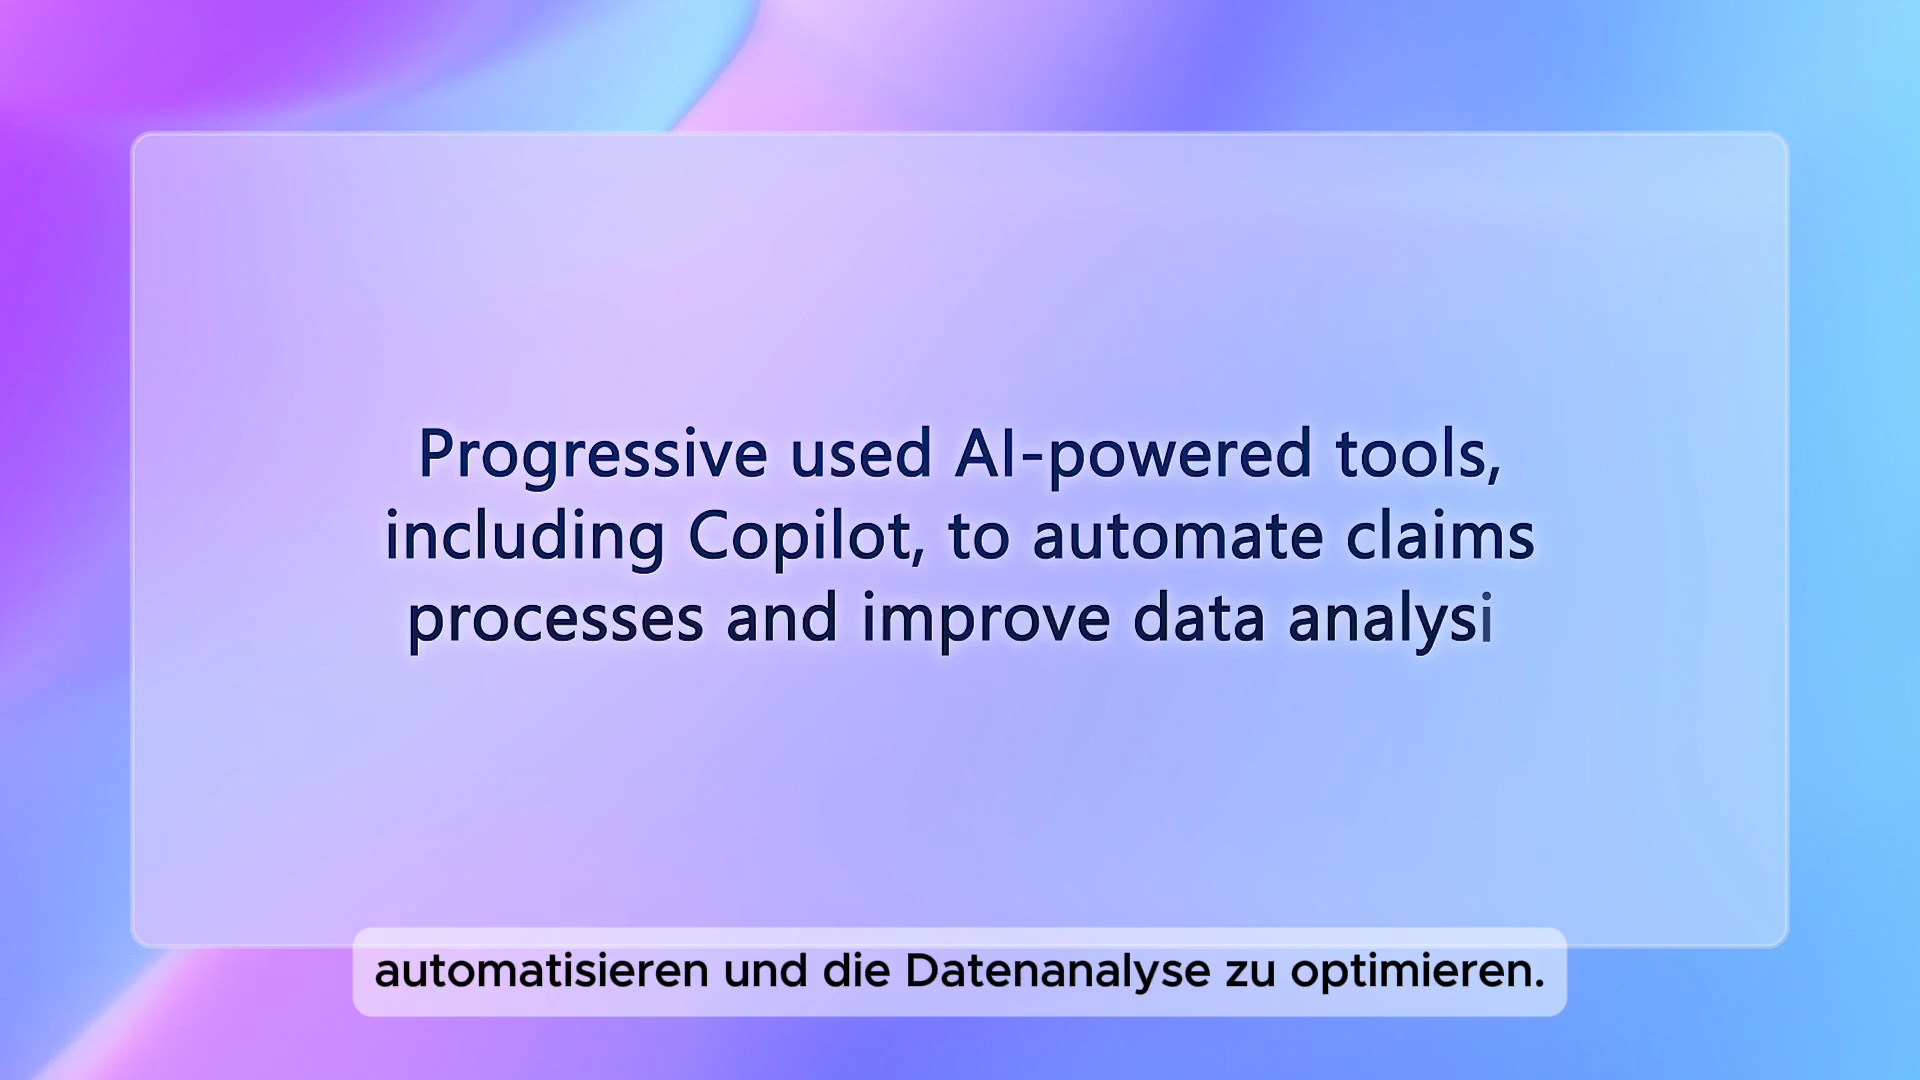 Progressive used AI-powered tools,
including Copilot, to automate claims
processes and improve data analysi
automatisieren und die Datenanalyse zu optimieren.